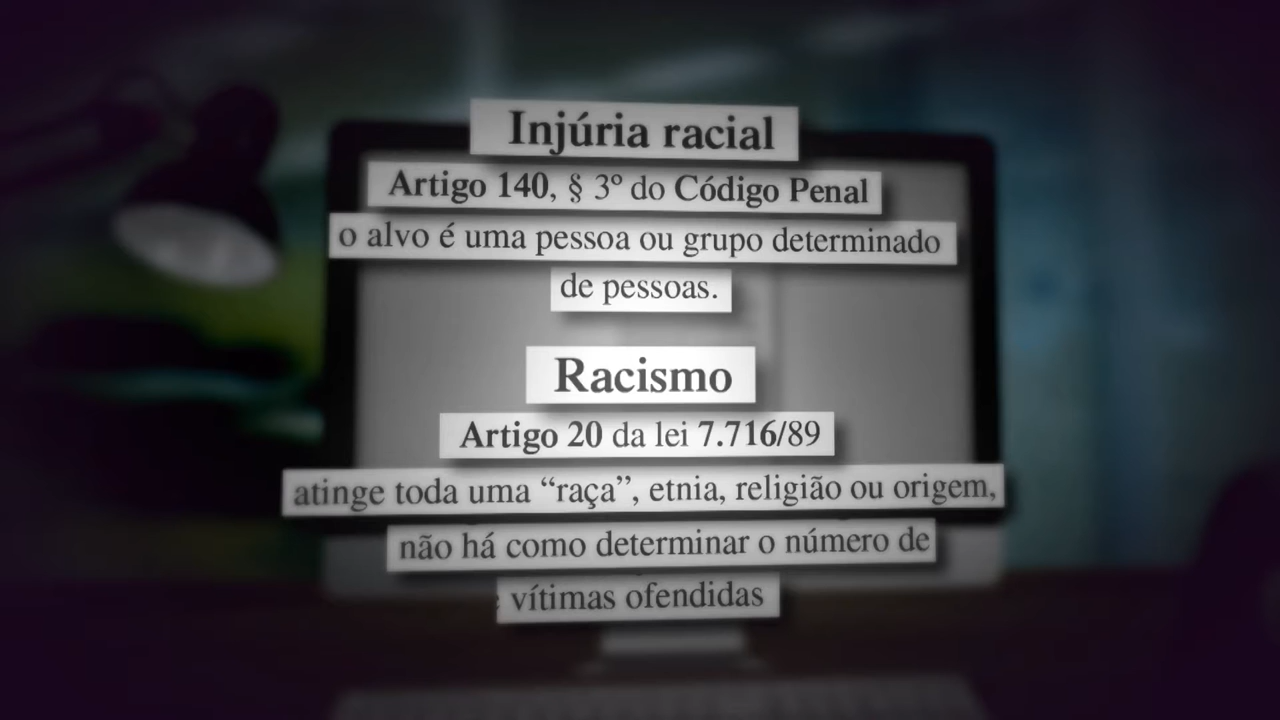 Injúria racial
Artigo 140, § 3º do Código Penal
o alvo é uma pessoa ou grupo determinado
de pessoas.
Racismo
Artigo 20 da lei 7.716/89
atinge toda uma “raça”, etnia, religião ou origem,
não há como determinar o número de
vítimas ofendidas